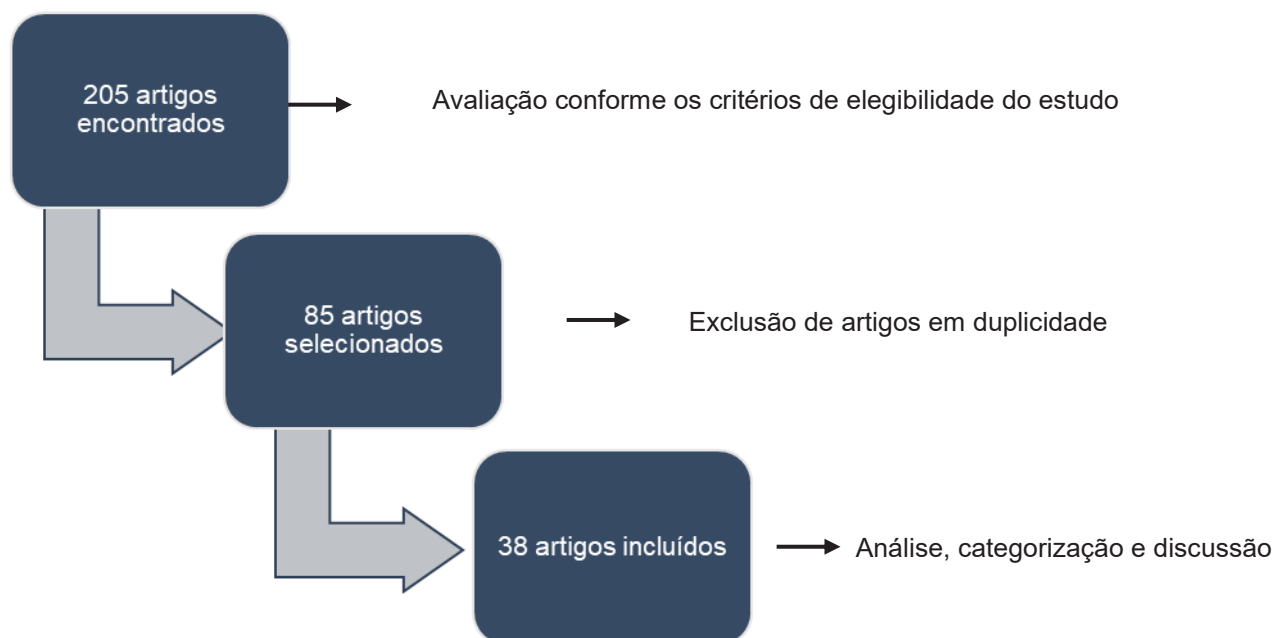 205 artigos
encontrados
Avaliação conforme os critérios de elegibilidade do estudo
85 artigos
selecionados
Exclusão de artigos em duplicidade
38 artigos incluídos
Análise, categorização e discussão